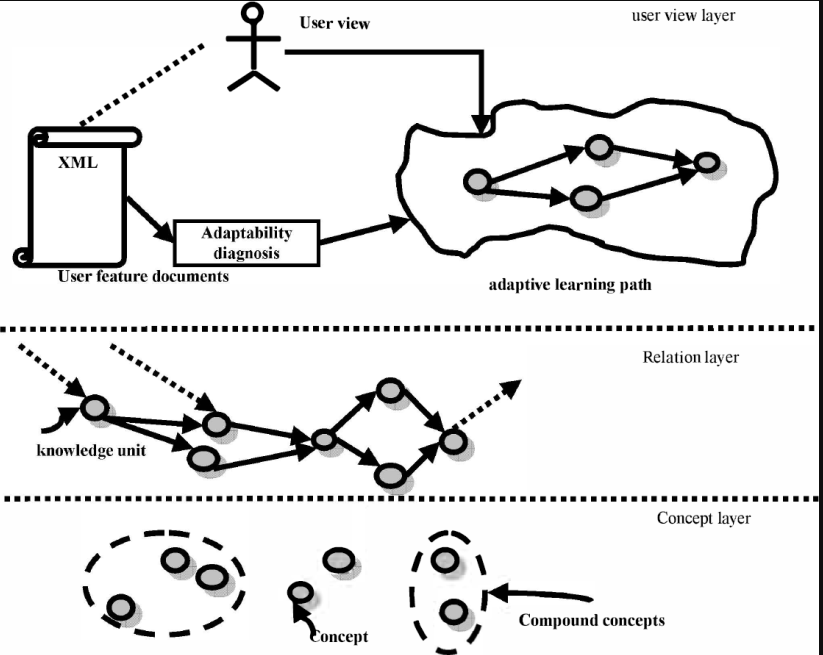 User view
user view layer
XML
Adaptability
diagnosis
User feature documents
adaptive learning path
Relation layer
knowledge unit
Concept layer
Concept
Compound concepts